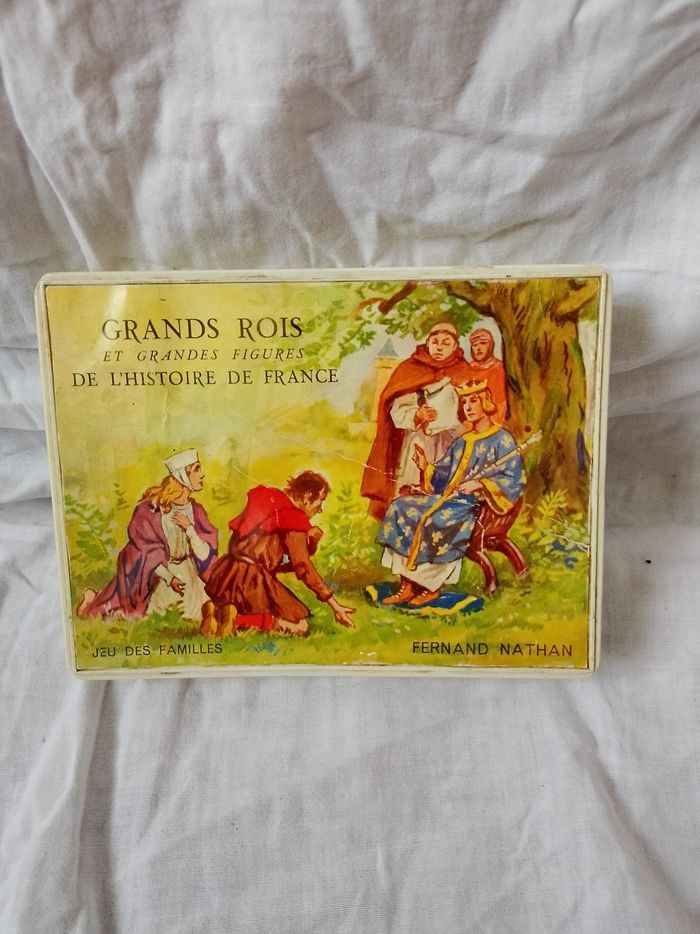 GRANDS ROIS
ET GRANDES FIGURES
DE L'HISTOIRE DE FRANCE
JEU DES FAMILLES
FERNAND NATHAN